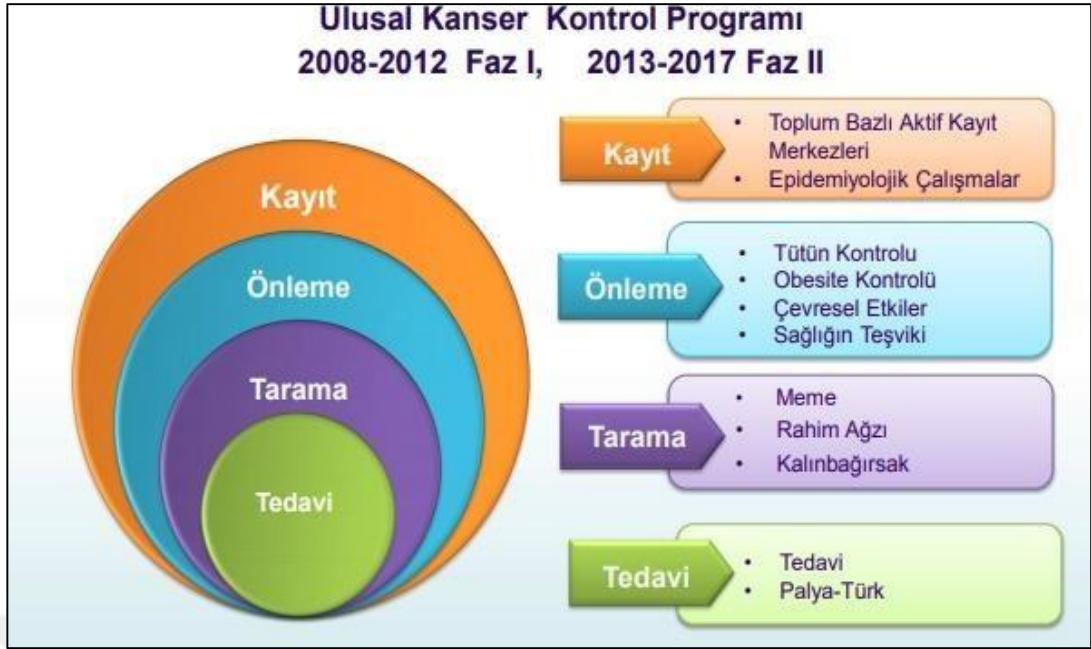 Ulusal Kanser Kontrol Programı
2008-2012 Faz I, 2013-2017 Faz II
Kayıt
Önleme
Tarama
Tedavi
Kayıt
• Toplum Bazlı Aktif Kayıt
Merkezleri
• Epidemiyolojik Çalışmalar
Önleme
• Tütün Kontrolu
• Obesite Kontrolü
• Çevresel Etkiler
• Sağlığın Teşviki
Tarama
• Meme
• Rahim Ağzı
• Kalınbağırsak
Tedavi
• Tedavi
• Palya-Türk